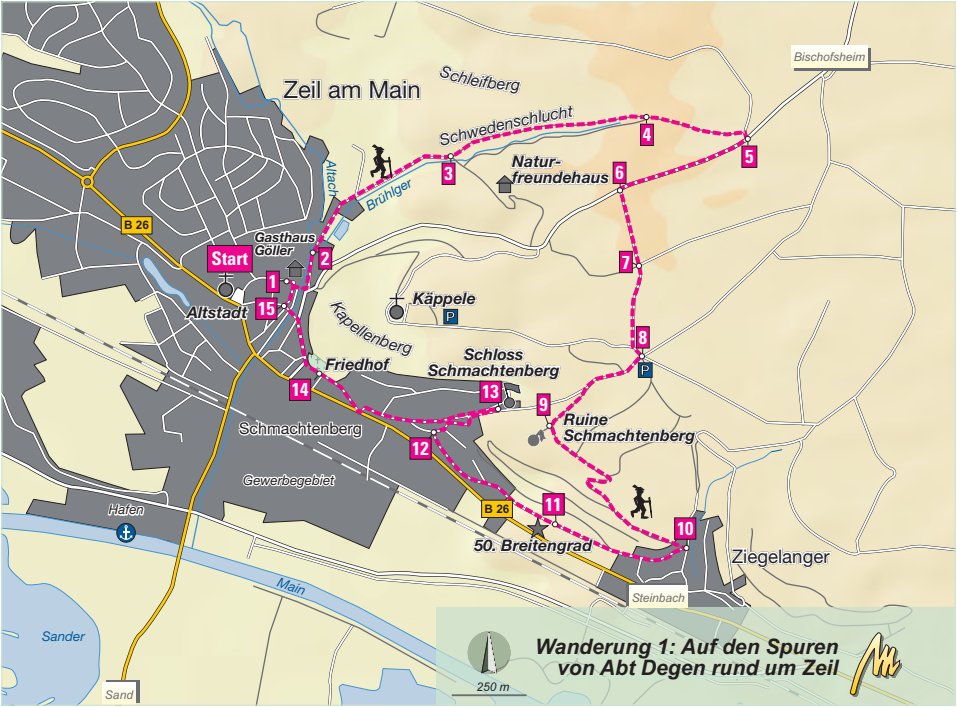 Bischofsheim
Schleifberg
Zeil am Main
Schwedenschlucht
4
5
3
Natur-
freundehaus
6
Altach
Brühlger
B 26
Gasthaus
Göller
Start
2
7
1
15
Altstadt
Käppele
P
Kapellenberg
8
Schloss
Schmachtenberg
Friedhof
P
14
13
9
Ruine
Schmachtenberg
Schmachtenberg
12
Gewerbegebiet
11
B 26
Hafen
10
50. Breitengrad
Ziegelanger
Main
Steinbach
Sander
Wanderung 1: Auf den Spuren
von Abt Degen rund um Zeil
250 m
Sand